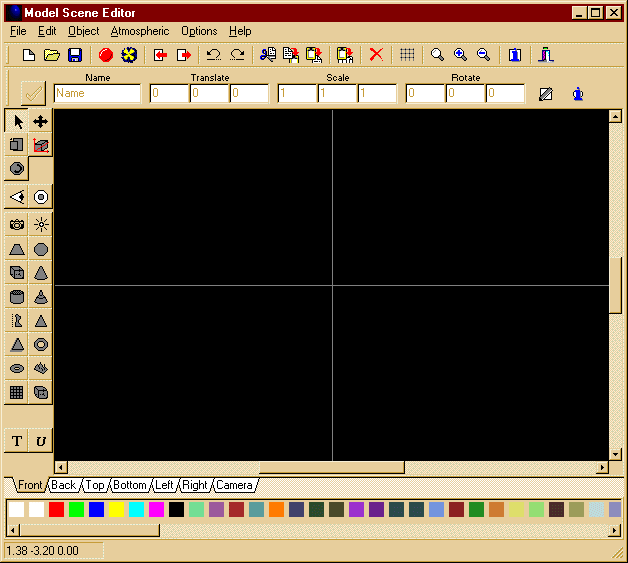 Model Scene Editor
File Edit Object Atmospheric Options Help
Name Translate Scale Rotate
Name 0 0 0 1 1 1 0 0 0
T U
Front Back Top Bottom Left Right Camera
1.38 -3.20 0.00